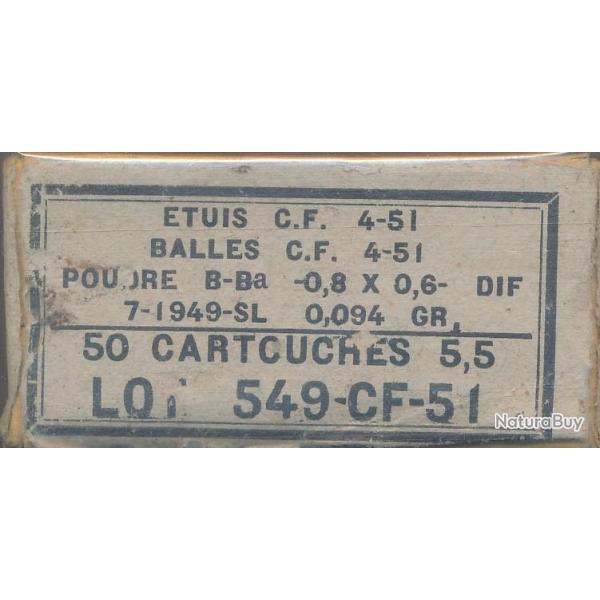 ETUIS C.F. 4-51
BALLES C.F. 4-51
POUDRE B-Ba -0,8 X 0,6- DIF
7-1949-SL 0,094 GR.
50 CARTOUCHES 5,5
LOT 549-CF-51
NaturaBuy